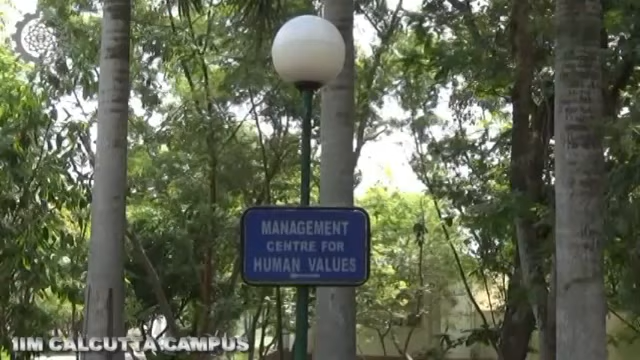 MANAGEMENT
CENTRE FOR
HUMAN VALUES
IIM CALCUTTA CAMPUS